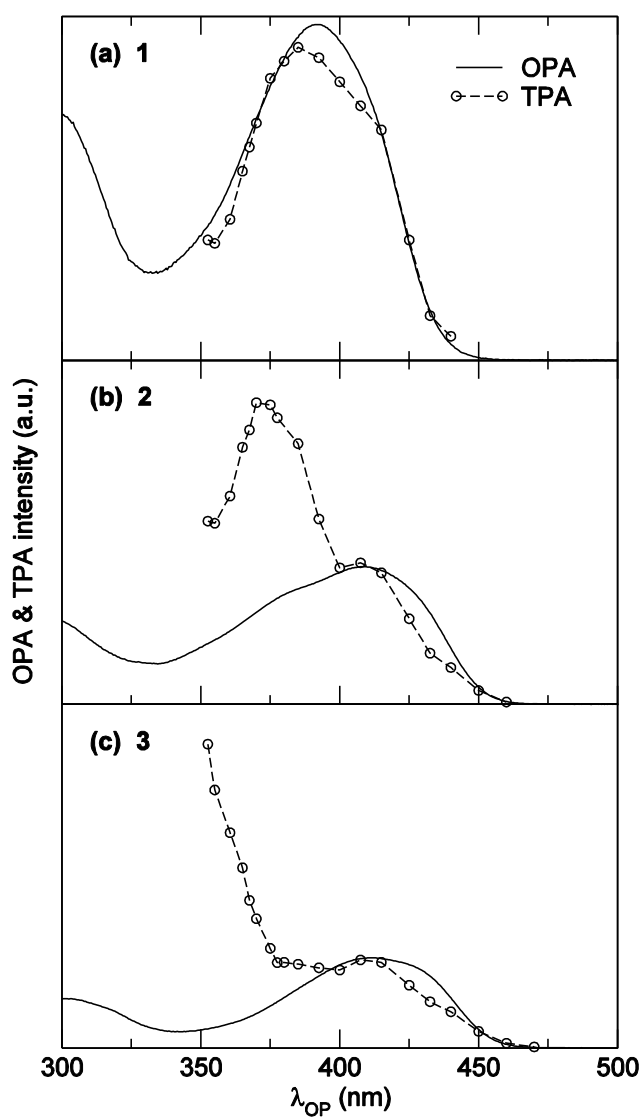 (a) 1
OPA
TPA
(b) 2
(c) 3
OPA & TPA intensity (a.u.)
300 350 400 450 500
λOP (nm)